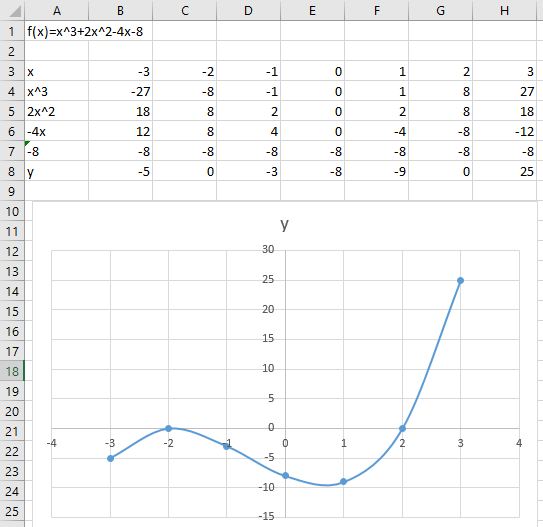 A B C D E F G H
1 f(x)=x^3+2x^2-4x-8
2
3 x -3 -2 -1 0 1 2 3
4 x^3 -27 -8 -1 0 1 8 27
5 2x^2 18 8 2 0 2 8 18
6 -4x 12 8 4 0 -4 -8 -12
7 -8 -8 -8 -8 -8 -8 -8 -8
8 y -5 0 -3 -8 -9 0 25
9
10
11 y
12 30
13 25
14 20
15
16 15
17 10
18
19 5
20
21 0
22 -4 -3 -2 -1 0 1 2 3 4
23 -5
24 -10
25 -15